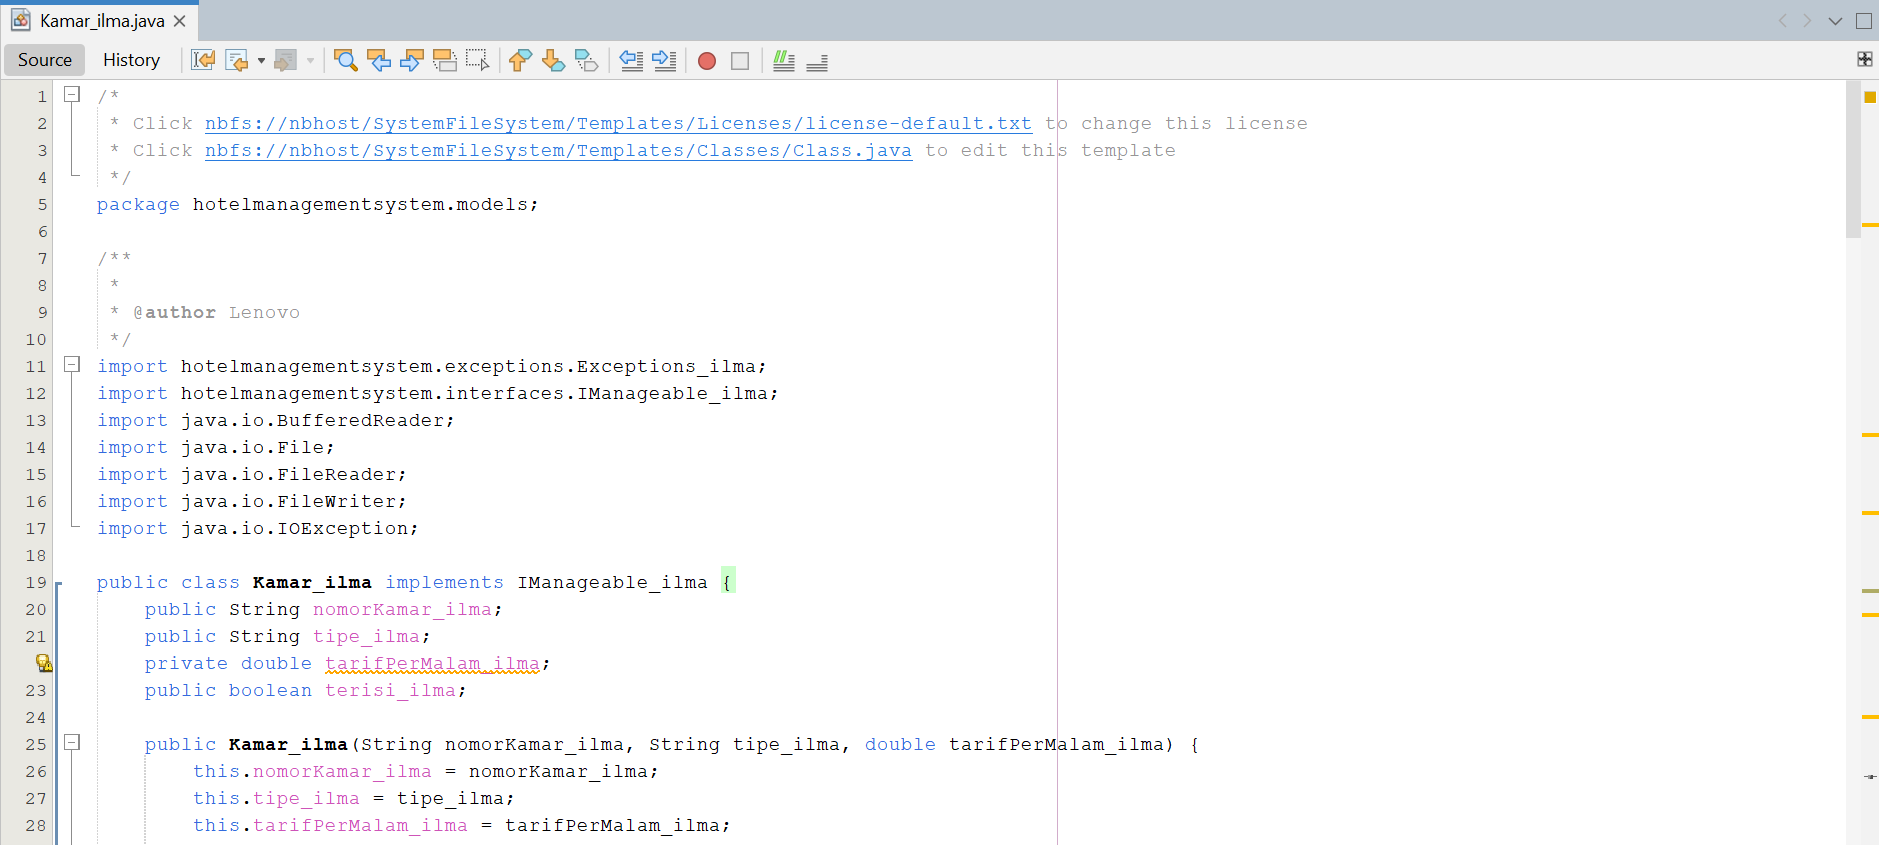 Kamar_ilma.java
Source History
1 /*
2 * Click nbfs://nbhost/SystemFileSystem/Templates/Licenses/license-default.txt to change this license
3 * Click nbfs://nbhost/SystemFileSystem/Templates/Classes/Class.java to edit this template
4 */
5 package hotelmanagementsystem.models;
6
7 /**
8 *
9 * @author Lenovo
10 */
11 import hotelmanagementsystem.exceptions.Exceptions_ilma;
12 import hotelmanagementsystem.interfaces.IManageable_ilma;
13 import java.io.BufferedReader;
14 import java.io.File;
15 import java.io.FileReader;
16 import java.io.FileWriter;
17 import java.io.IOException;
18
19 public class Kamar_ilma implements IManageable_ilma {
20 public String nomorKamar_ilma;
21 public String tipe_ilma;
private double tarifPerMalam_ilma;
23 public boolean terisi_ilma;
24
25 public Kamar_ilma(String nomorKamar_ilma, String tipe_ilma, double tarifPerMalam_ilma) {
26 this.nomorKamar_ilma = nomorKamar_ilma;
27 this.tipe_ilma = tipe_ilma;
28 this.tarifPerMalam_ilma = tarifPerMalam_ilma;